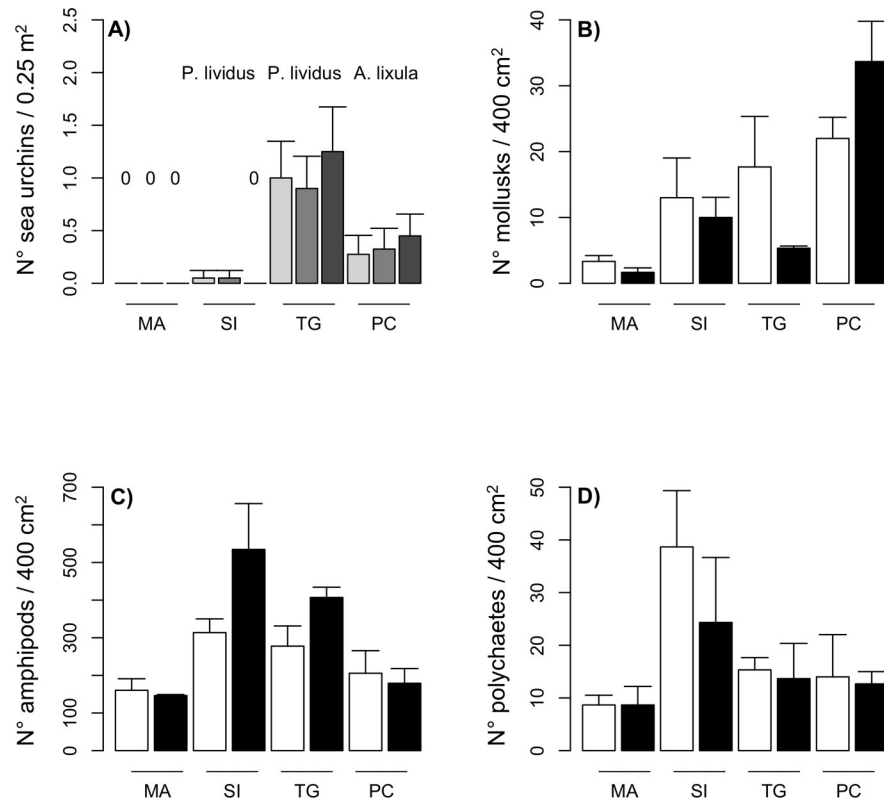 A)
N° sea urchins / 0.25 m²
0.0 0.5 1.0 1.5 2.0 2.5
P. lividus P. lividus A. lixula
0 0 0 0
MA SI TG PC
B)
N° mollusks / 400 cm²
0 10 20 30 40
MA SI TG PC
C)
N° amphipods / 400 cm²
0 100 300 500 700
MA SI TG PC
D)
N° polychaetes / 400 cm²
0 10 20 30 40 50
MA SI TG PC